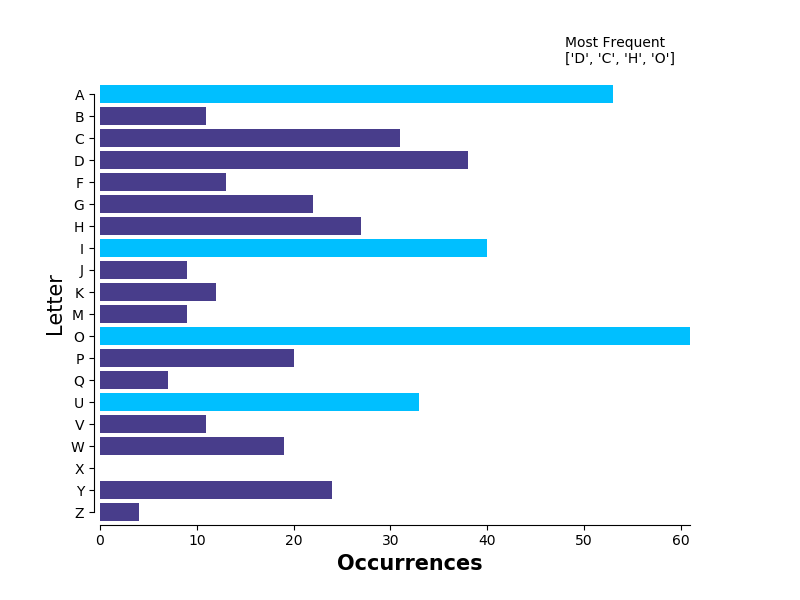 Most Frequent
['D', 'C', 'H', 'O']
A
B
C
D
F
G
H
I
J
K
M
O
P
Q
U
V
W
X
Y
Z
Letter
0 10 20 30 40 50 60
Occurrences